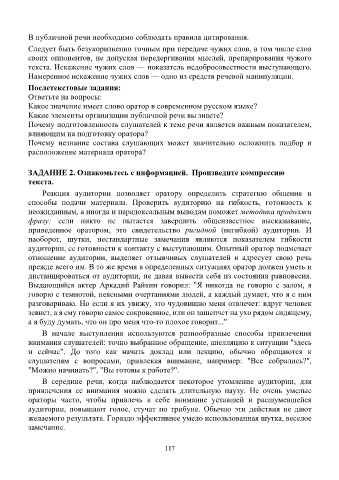 В публичной речи необходимо соблюдать правила цитирования.
Следует быть безукоризненно точным при передаче чужих слов, в том числе слов
своих оппонентов, не допуская передергивания мыслей, препарирования чужого
текста. Искажение чужих слов — показатель недобросовестности выступающего.
Намеренное искажение чужих слов — одно из средств речевой манипуляции.
Послетекстовые задания:
Ответьте на вопросы:
Какое значение имеет слово оратор в современном русском языке?
Какие элементы организации публичной речи вы знаете?
Почему подготовленность слушателей к теме речи является важным показателем,
влияющим на подготовку оратора?
Почему незнание состава слушающих может значительно осложнить подбор и
расположение материала оратора?
ЗАДАНИЕ 2. Ознакомьтесь с информацией. Произведите компрессию
текста.
Реакция аудитории позволяет оратору определить стратегию общения и
способы подачи материала. Проверить аудиторию на гибкость, готовность к
неожиданным, а иногда и парадоксальным выводам поможет методика продолжи
фразу: если никто не пытается завершить общеизвестное высказывание,
приведенное оратором, это свидетельство ригидной (негибкой) аудитории. И
наоборот, шутки, нестандартные замечания являются показателем гибкости
аудитории, ее готовности к контакту с выступающим. Опытный оратор подмечает
отношение аудитории, выделяет отзывчивых слушателей и адресует свою речь
прежде всего им. В то же время в определенных ситуациях оратор должен уметь и
дистанцироваться от аудитории, не давая вывести себя из состояния равновесия.
Выдающийся актер Аркадий Райкин говорил: "Я никогда не говорю с залом, я
говорю с темнотой, неясными очертаниями людей, а каждый думает, что я с ним
разговариваю. Но если я их увижу, это чудовищно меня отвлечет: вдруг человек
зевнет, а я ему говорю самое сокровенное, или он зашепчет на ухо рядом сидящему,
а я буду думать, что он про меня что-то плохое говорит..."
В начале выступления используются разнообразные способы привлечения
внимания слушателей: точно выбранное обращение, апелляцию к ситуации "здесь
и сейчас". До того как начать доклад или лекцию, обычно обращаются к
слушателям с вопросами, привлекая внимание, например: "Все собрались?",
"Можно начинать?", "Вы готовы к работе?".
В середине речи, когда наблюдается некоторое утомление аудитории, для
привлечения ее внимания можно сделать длительную паузу. Не очень умелые
ораторы часто, чтобы привлечь к себе внимание уставшей и расшумевшейся
аудитории, повышают голос, стучат по трибуне. Обычно эти действия не дают
желаемого результата. Гораздо эффективнее умело использованная шутка, веселое
замечание.
117